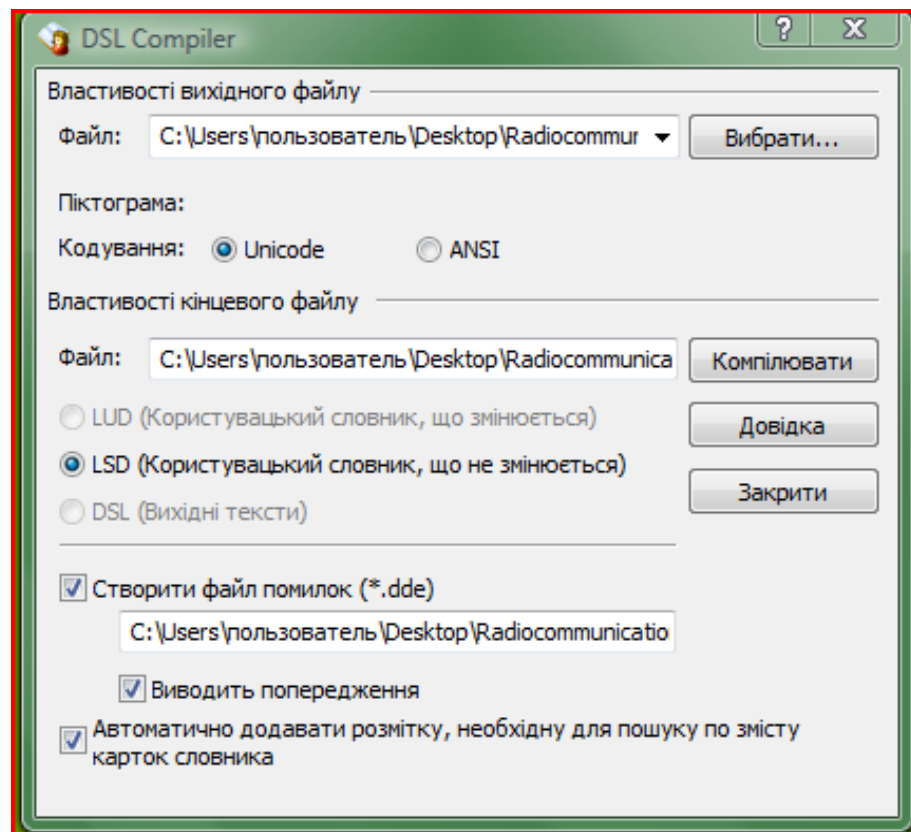 DSL Compiler
Властивості вихідного файлу
Файл: C:\Users\пользователь\Desktop\Radiocommur Вибрати...
Піктограма:
Кодування: Unicode ANSI
Властивості кінцевого файлу
Файл: C:\Users\пользователь\Desktop\Radiocommunica Компілювати
LUD (Користувацький словник, що змінюється)
Довідка
LSD (Користувацький словник, що не змінюється)
Закрити
DSL (Вихідні тексти)
Створити файл помилок (*.dde)
C:\Users\пользователь\Desktop\Radiocommunicatio
Виводить попередження
Автоматично додавати розмітку, необхідну для пошуку по змісту
карток словника